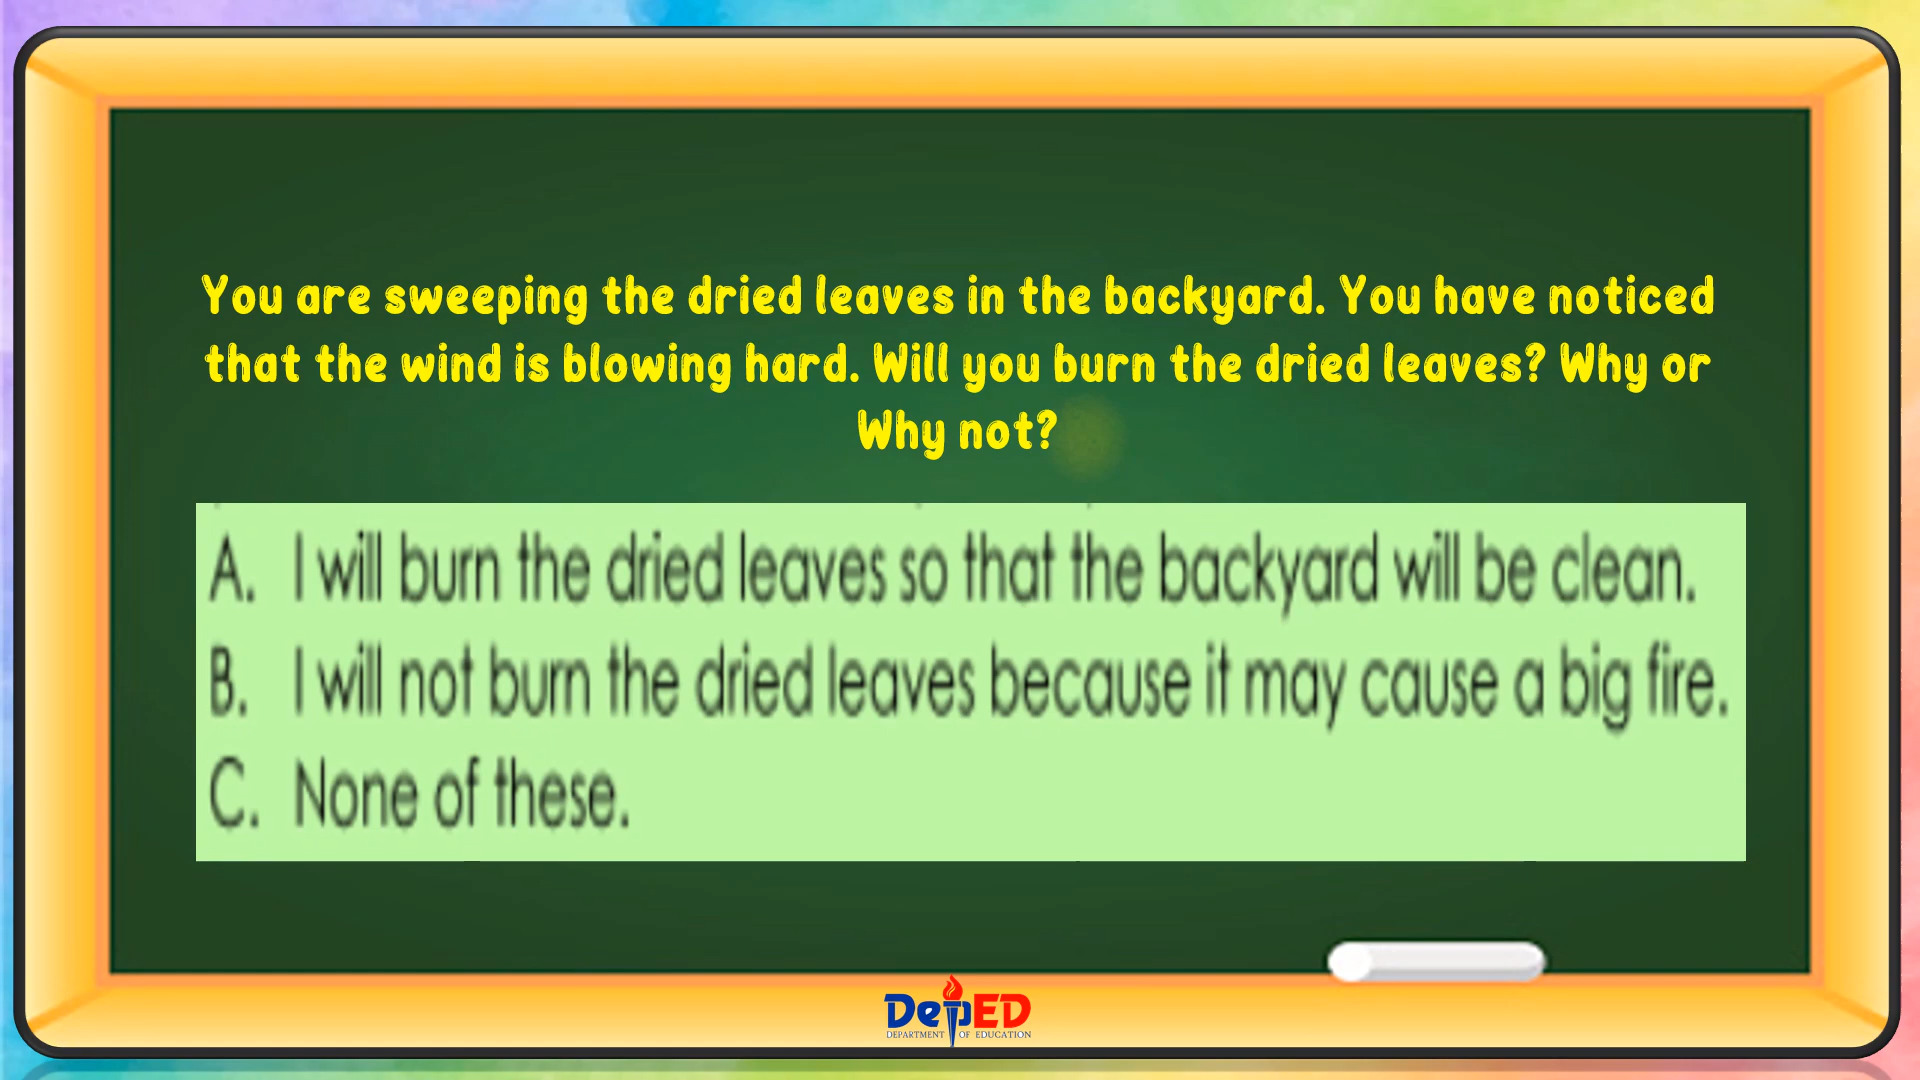 You are sweeping the dried leaves in the backyard. You have noticed
that the wind is blowing hard. Will you burn the dried leaves? Why or
Why not?
A. I will burn the dried leaves so that the backyard will be clean.
B. I will not burn the dried leaves because it may cause a big fire.
C. None of these.
DepED
DEPARTMENT OF EDUCATION